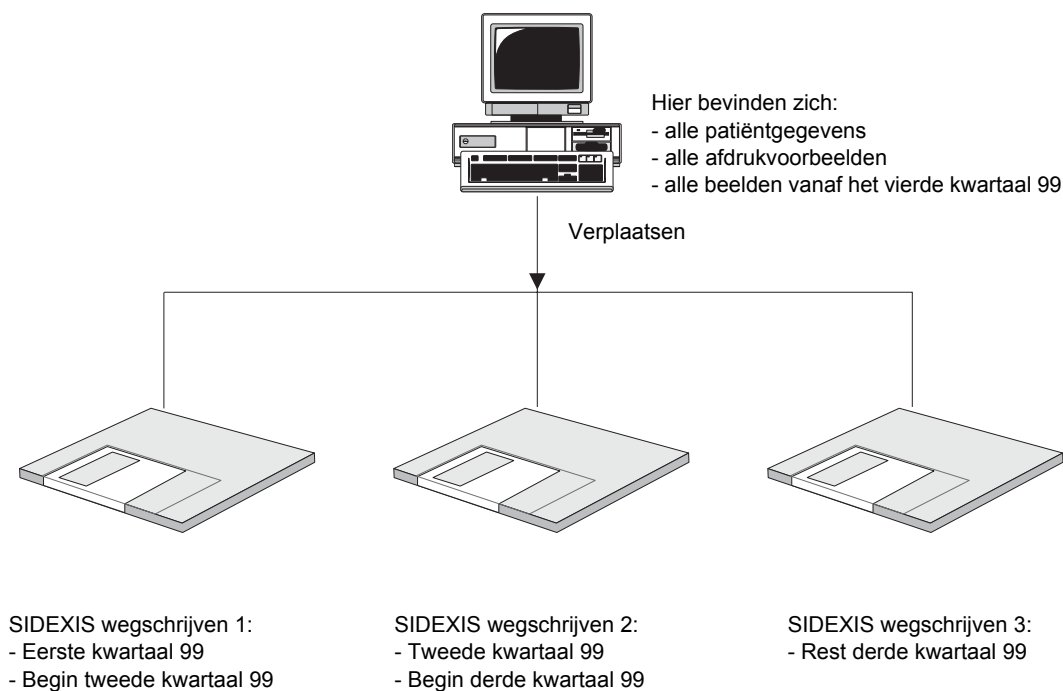 Hier bevinden zich:
- alle patiëntgegevens
- alle afdrukvoorbeelden
- alle beelden vanaf het vierde kwartaal 99
Verplaatsen
SIDEXIS wegschrijven 1:
- Eerste kwartaal 99
- Begin tweede kwartaal 99
SIDEXIS wegschrijven 2:
- Tweede kwartaal 99
- Begin derde kwartaal 99
SIDEXIS wegschrijven 3:
- Rest derde kwartaal 99